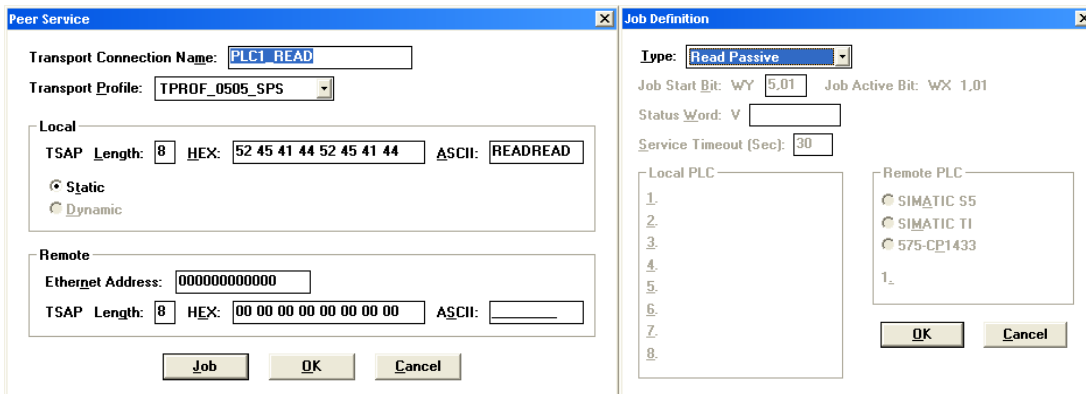 Peer Service
Transport Connection Name: PLC1_READ
Transport Profile: TPROF_0505_SPS
Local
TSAP Length: 8 HEX: 52 45 41 44 52 45 41 44 ASCII: READREAD
Static
Dynamic
Remote
Ethernet Address: 000000000000
TSAP Length: 8 HEX: 00 00 00 00 00 00 00 00 ASCII: ________
Job OK Cancel
Job Definition
Type: Read Passive
Job Start Bit: WY 5,01 Job Active Bit: WX 1,01
Status Word: V
Service Timeout (Sec): 30
Local PLC
1.
2.
3.
4.
5.
6.
7.
8.
Remote PLC
SIMATIC S5
SIMATIC TI
575-CP1433
1.
OK Cancel